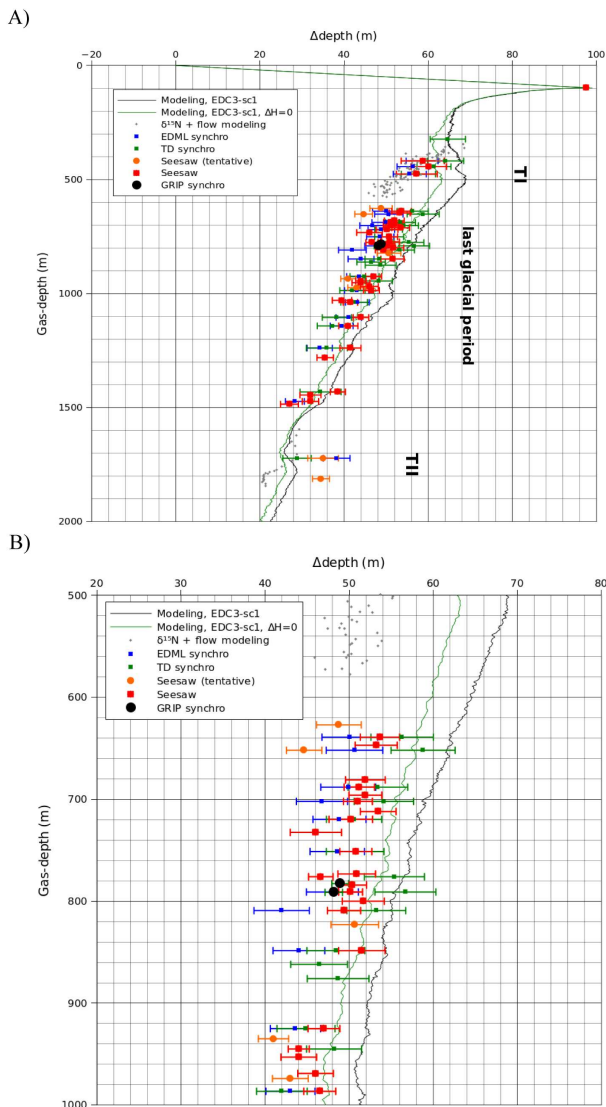 A)
Δdepth (m)
−20 0 20 40 60 80 100
0
500
1000
1500
2000
Gas-depth (m)
Modeling, EDC3-sc1
Modeling, EDC3-sc1, ΔH=0
δ¹⁵N + flow modeling
EDML synchro
TD synchro
Seesaw (tentative)
Seesaw
GRIP synchro
TI
last glacial period
TII
B)
Δdepth (m)
20 30 40 50 60 70 80
500
600
700
800
900
1000
Gas-depth (m)
Modeling, EDC3-sc1
Modeling, EDC3-sc1, ΔH=0
δ¹⁵N + flow modeling
EDML synchro
TD synchro
Seesaw (tentative)
Seesaw
GRIP synchro